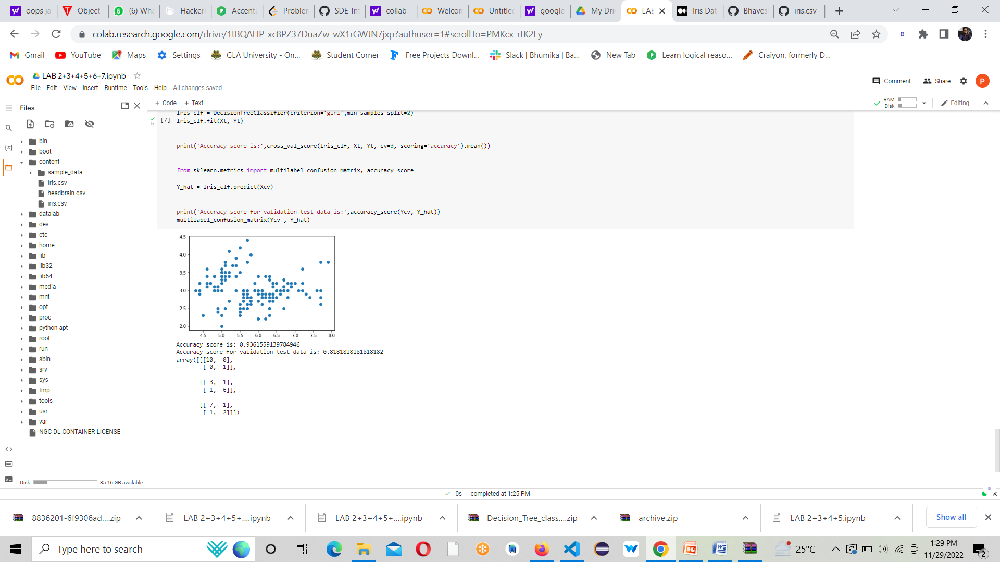 oops ja
Object
(6) Wha
Hackerl
Accentu
Problen
SDE-Int
collab -
Welcon
Untitled
google
My Driv
LAB
Iris Dat
Bhaves
iris.csv
colab.research.google.com/drive/1tBQAHP_xc8PZ37DuaZw_wX1rGWJN7jxp?authuser=1#scrollTo=PMKcx_rtK2Fy
Gmail
YouTube
Maps
Settings
GLA University - On...
Student Corner
Free Projects Downl...
Slack | Bhumika | Ba...
New Tab
Learn logical reaso...
Craiyon, formerly D...
LAB 2+3+4+5+6+7.ipynb
File Edit View Insert Runtime Tools Help All changes saved
Comment
Share
P
Files
+ Code + Text
RAM
Disk
Editing
bin
boot
content
sample_data
Iris.csv
headbrain.csv
iris.csv
datalab
dev
etc
home
lib
lib32
lib64
media
mnt
opt
proc
python-apt
root
run
sbin
srv
sys
tmp
tools
usr
var
NGC-DL-CONTAINER-LICENSE
Disk 85.16 GB available
[7]
1s
Iris_clf = DecisionTreeClassifier(criterion='gini',min_samples_split=2)
Iris_clf.fit(Xt, Yt)
print('Accuracy score is:',cross_val_score(Iris_clf, Xt, Yt, cv=3, scoring='accuracy').mean())
from sklearn.metrics import multilabel_confusion_matrix, accuracy_score
Y_hat = Iris_clf.predict(Xcv)
print('Accuracy score for validation test data is:',accuracy_score(Ycv, Y_hat))
multilabel_confusion_matrix(Ycv , Y_hat)
4.5
4.0
3.5
3.0
2.5
2.0
4.5 5.0 5.5 6.0 6.5 7.0 7.5 8.0
Accuracy score is: 0.9361559139784946
Accuracy score for validation test data is: 0.8181818181818182
array([[[10, 0],
[ 0, 1]],
[[ 3, 1],
[ 1, 6]],
[[ 7, 1],
[ 1, 2]]])
0s completed at 1:25 PM
8836201-6f9306ad....zip
LAB 2+3+4+5+....ipynb
LAB 2+3+4+5+....ipynb
Decision_Tree_class....zip
archive.zip
LAB 2+3+4+5.ipynb
Show all
Type here to search
25°C
1:29 PM
11/29/2022
2